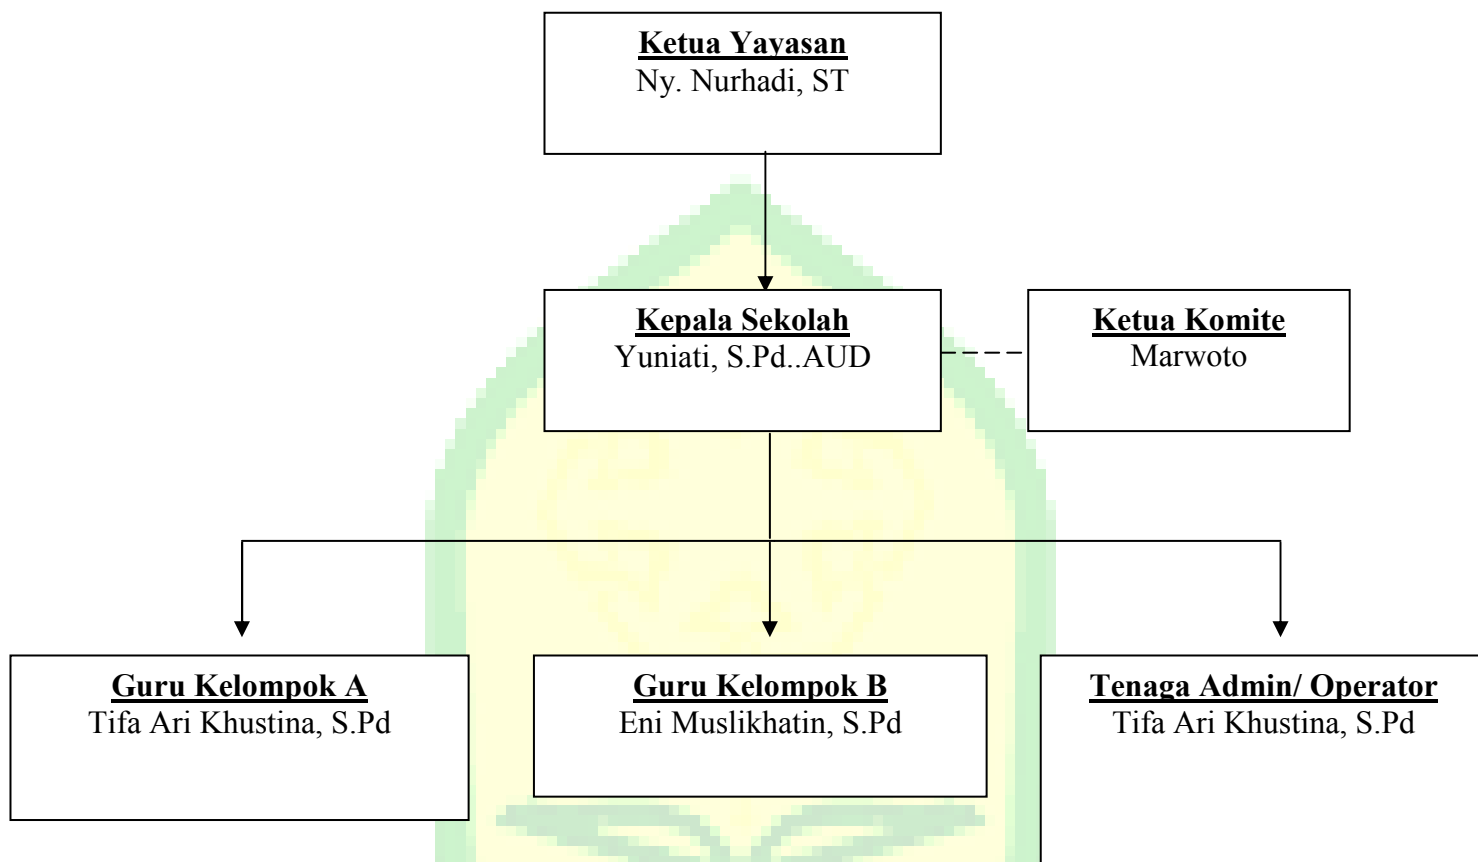 Ketua Yayasan
Ny. Nurhadi, ST
Kepala Sekolah
Yuniati, S.Pd..AUD
Ketua Komite
Marwoto
Guru Kelompok A
Tifa Ari Khustina, S.Pd
Guru Kelompok B
Eni Muslikhatin, S.Pd
Tenaga Admin/ Operator
Tifa Ari Khustina, S.Pd